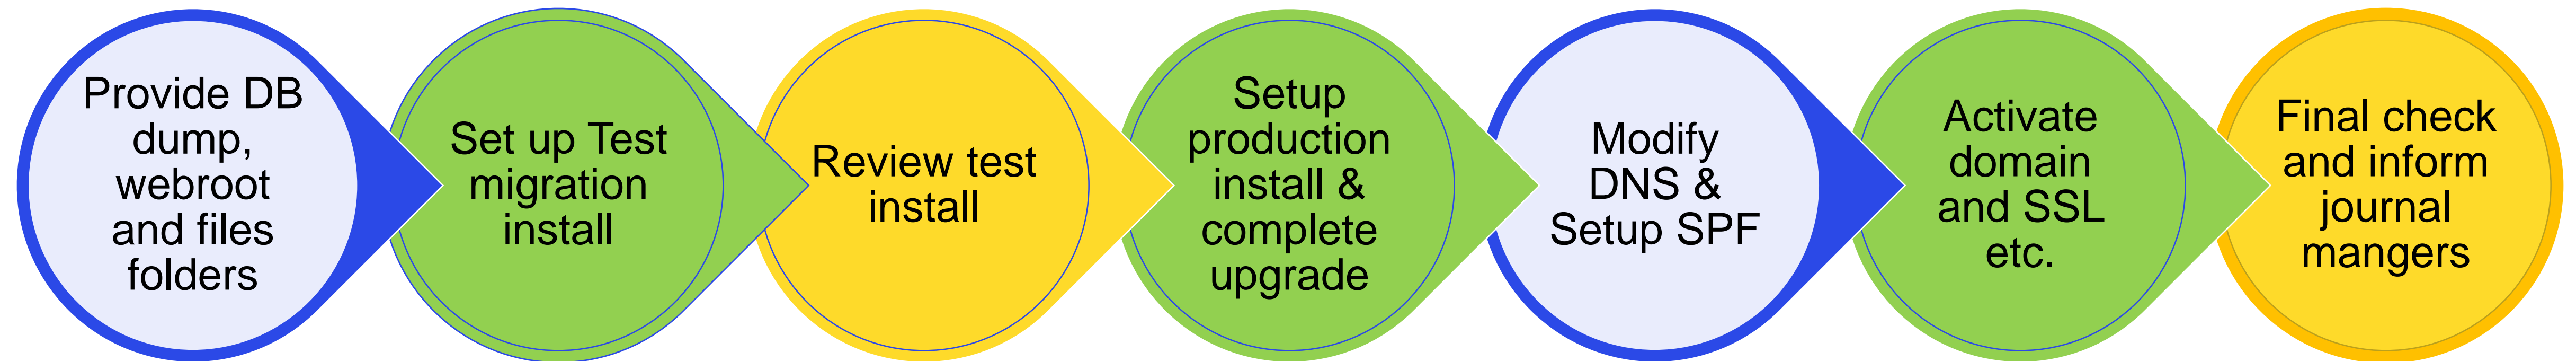 Provide DB
dump,
webroot
and files
folders
Set up Test
migration
install
Review test
install
Setup
production
install &
complete
upgrade
Modify
DNS &
Setup SPF
Activate
domain
and SSL
etc.
Final check
and inform
journal
mangers